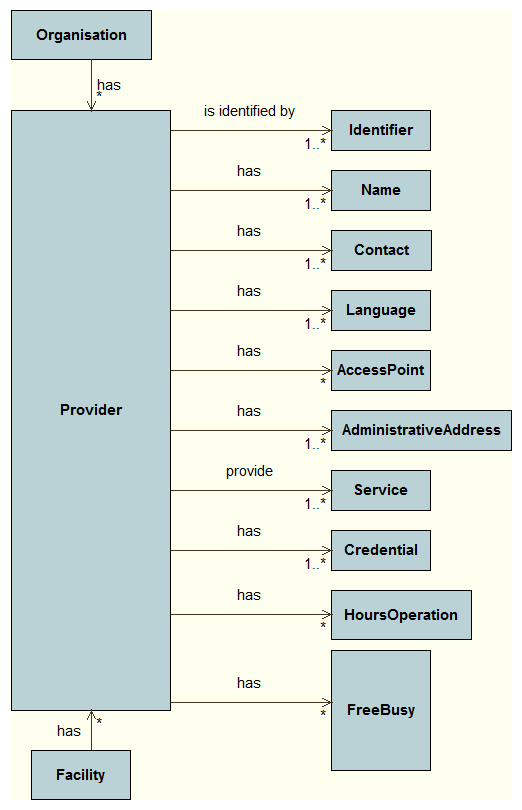 Organisation
has
*
is identified by
Identifier
1..*
has
Name
1..*
has
Contact
1..*
has
Language
1..*
has
AccessPoint
*
Provider
has
AdministrativeAddress
1..*
provide
Service
1..*
has
Credential
1..*
has
HoursOperation
*
has
FreeBusy
*
*
has
Facility